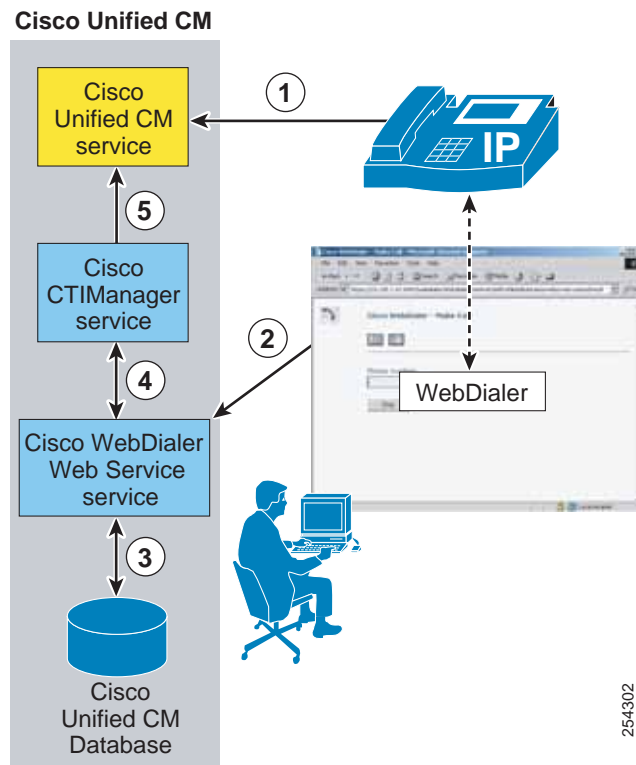 Cisco Unified CM
Cisco
Unified CM
service
1
IP
5
Cisco
CTIManager
service
2
4
WebDialer
Cisco WebDialer
Web Service
service
3
Cisco
Unified CM
Database
254302